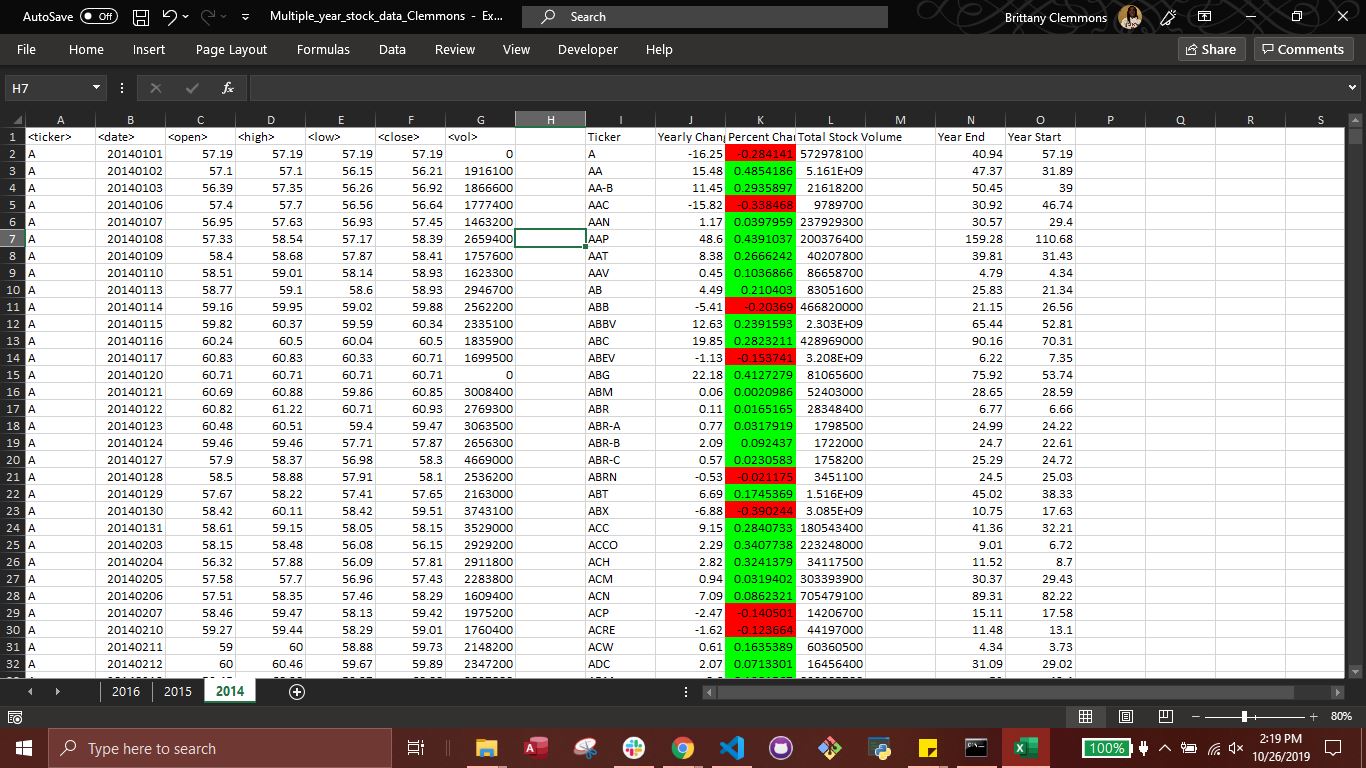 AutoSave Off Multiple_year_stock_data_Clemmons - Ex... Search Brittany Clemmons
File Home Insert Page Layout Formulas Data Review View Developer Help Share Comments
H7 fx
A B C D E F G H I J K L M N O P Q R S
1 <ticker> <date> <open> <high> <low> <close> <vol> Ticker Yearly Chan Percent Cha Total Stock Volume Year End Year Start
2 A 20140101 57.19 57.19 57.19 57.19 0 A -16.25 -0.284141 572978100 40.94 57.19
3 A 20140102 57.1 57.1 56.15 56.21 1916100 AA 15.48 0.4854186 5.161E+09 47.37 31.89
4 A 20140103 56.39 57.35 56.26 56.92 1866600 AA-B 11.45 0.2935897 21618200 50.45 39
5 A 20140106 57.4 57.7 56.56 56.64 1777400 AAC -15.82 -0.338468 9789700 30.92 46.74
6 A 20140107 56.95 57.63 56.93 57.45 1463200 AAN 1.17 0.0397959 237929300 30.57 29.4
7 A 20140108 57.33 58.54 57.17 58.39 2659400 AAP 48.6 0.4391037 200376400 159.28 110.68
8 A 20140109 58.4 58.68 57.87 58.41 1757600 AAT 8.38 0.2666242 40207800 39.81 31.43
9 A 20140110 58.51 59.01 58.14 58.93 1623300 AAV 0.45 0.1036866 86658700 4.79 4.34
10 A 20140113 58.77 59.1 58.6 58.93 2946700 AB 4.49 0.210403 83051600 25.83 21.34
11 A 20140114 59.16 59.95 59.02 59.88 2562200 ABB -5.41 -0.20369 466820000 21.15 26.56
12 A 20140115 59.82 60.37 59.59 60.34 2335100 ABBV 12.63 0.2391593 2.303E+09 65.44 52.81
13 A 20140116 60.24 60.5 60.04 60.5 1835900 ABC 19.85 0.2823211 428969000 90.16 70.31
14 A 20140117 60.83 60.83 60.33 60.71 1699500 ABEV -1.13 -0.153741 3.208E+09 6.22 7.35
15 A 20140120 60.71 60.71 60.71 60.71 0 ABG 22.18 0.4127279 81065600 75.92 53.74
16 A 20140121 60.69 60.88 59.86 60.85 3008400 ABM 0.06 0.0020986 52403000 28.65 28.59
17 A 20140122 60.82 61.22 60.71 60.93 2769300 ABR 0.11 0.0165165 28348400 6.77 6.66
18 A 20140123 60.48 60.51 59.4 59.47 3063500 ABR-A 0.77 0.0317919 1798500 24.99 24.22
19 A 20140124 59.46 59.46 57.71 57.87 2656300 ABR-B 2.09 0.092437 1722000 24.7 22.61
20 A 20140127 57.9 58.37 56.98 58.3 4669000 ABR-C 0.57 0.0230583 1758200 25.29 24.72
21 A 20140128 58.5 58.88 57.91 58.1 2536200 ABRN -0.53 -0.021175 3451100 24.5 25.03
22 A 20140129 57.67 58.22 57.41 57.65 2163000 ABT 6.69 0.1745369 1.516E+09 45.02 38.33
23 A 20140130 58.42 60.11 58.42 59.51 3743100 ABX -6.88 -0.390244 3.085E+09 10.75 17.63
24 A 20140131 58.61 59.15 58.05 58.15 3529000 ACC 9.15 0.2840733 180543400 41.36 32.21
25 A 20140203 58.15 58.48 56.08 56.15 2929200 ACCO 2.29 0.3407738 223248000 9.01 6.72
26 A 20140204 56.32 57.88 56.09 57.81 2911800 ACH 2.82 0.3241379 34117500 11.52 8.7
27 A 20140205 57.58 57.7 56.96 57.43 2283800 ACM 0.94 0.0319402 303393900 30.37 29.43
28 A 20140206 57.51 58.35 57.46 58.29 1609400 ACN 7.09 0.0862321 705479100 89.31 82.22
29 A 20140207 58.46 59.47 58.13 59.42 1975200 ACP -2.47 -0.140501 14206700 15.11 17.58
30 A 20140210 59.27 59.44 58.29 59.01 1760400 ACRE -1.62 -0.123664 44197000 11.48 13.1
31 A 20140211 59 60 58.88 59.73 2148200 ACW 0.61 0.1635389 60360500 4.34 3.73
32 A 20140212 60 60.46 59.67 59.89 2347200 ADC 2.07 0.0713301 16456400 31.09 29.02
2016 2015 2014
80%
Type here to search 100% 2:19 PM
10/26/2019